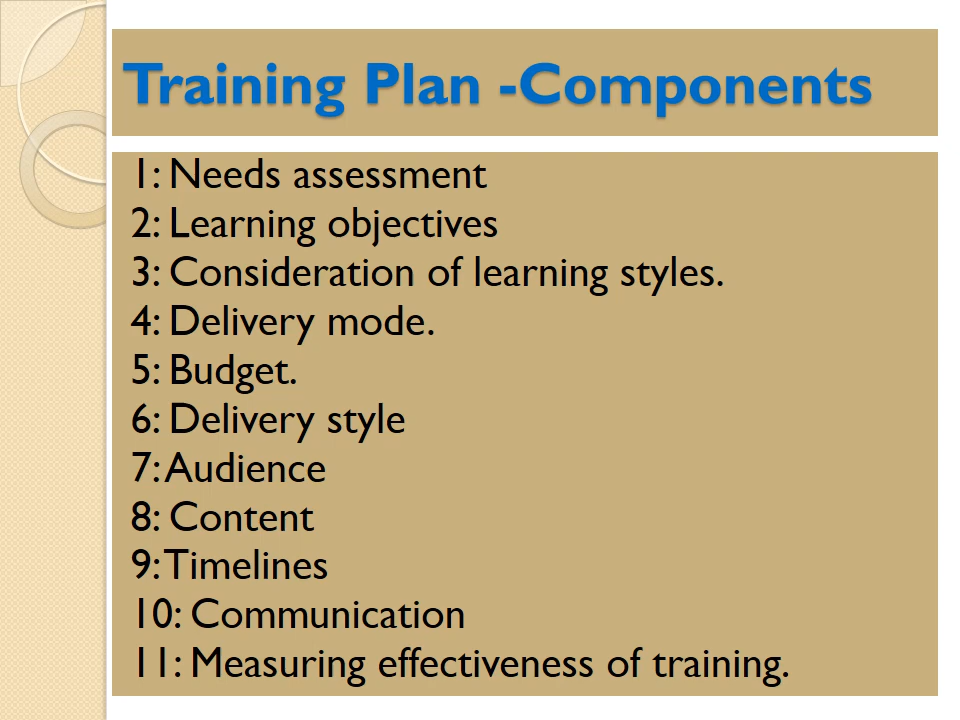 Training Plan -Components
1: Needs assessment
2: Learning objectives
3: Consideration of learning styles.
4: Delivery mode.
5: Budget.
6: Delivery style
7: Audience
8: Content
9: Timelines
10: Communication
11: Measuring effectiveness of training.